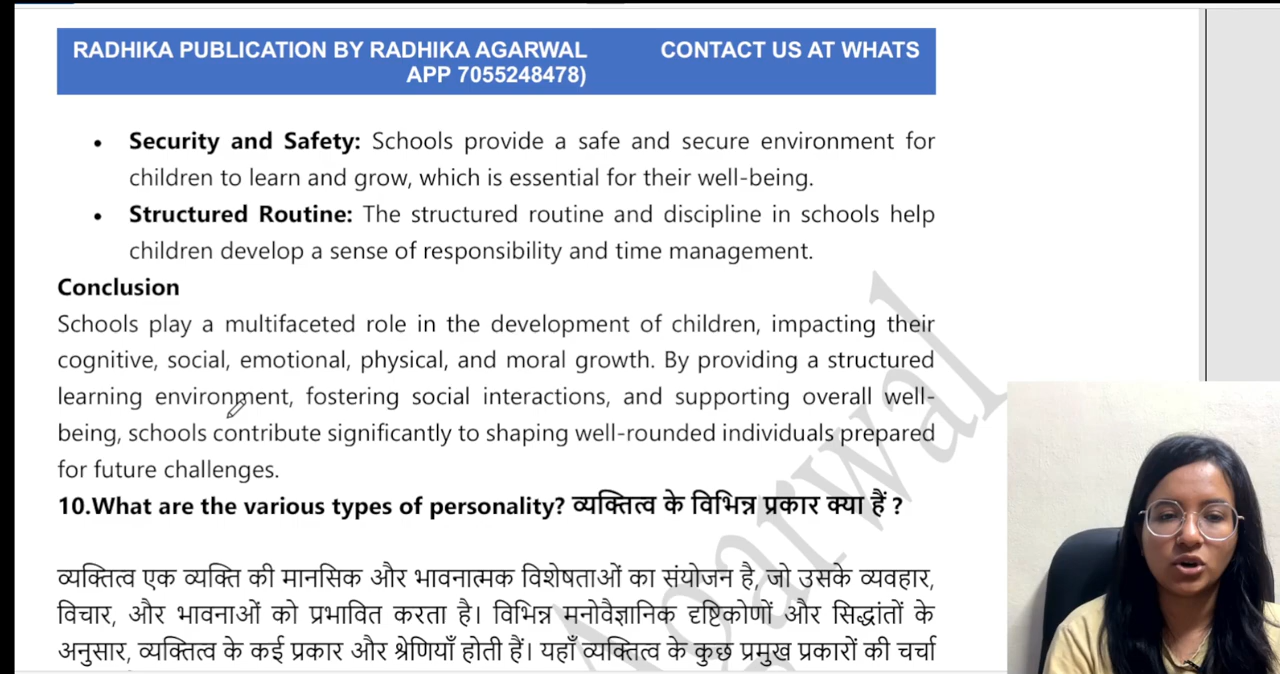 RADHIKA PUBLICATION BY RADHIKA AGARWAL CONTACT US AT WHATS
APP 7055248478)
• Security and Safety: Schools provide a safe and secure environment for
children to learn and grow, which is essential for their well-being.
• Structured Routine: The structured routine and discipline in schools help
children develop a sense of responsibility and time management.
Conclusion
Schools play a multifaceted role in the development of children, impacting their
cognitive, social, emotional, physical, and moral growth. By providing a structured
learning environment, fostering social interactions, and supporting overall well-
being, schools contribute significantly to shaping well-rounded individuals prepared
for future challenges.
10.What are the various types of personality? व्यक्तित्व के विभिन्न प्रकार क्या हैं ?
व्यक्तित्व एक व्यक्ति की मानसिक और भावनात्मक विशेषताओं का संयोजन है, जो उसके व्यवहार,
विचार, और भावनाओं को प्रभावित करता है। विभिन्न मनोवैज्ञानिक दृष्टिकोणों और सिद्धांतों के
अनुसार, व्यक्तित्व के कई प्रकार और श्रेणियाँ होती हैं। यहाँ व्यक्तित्व के कुछ प्रमुख प्रकारों की चर्चा
Agarwal